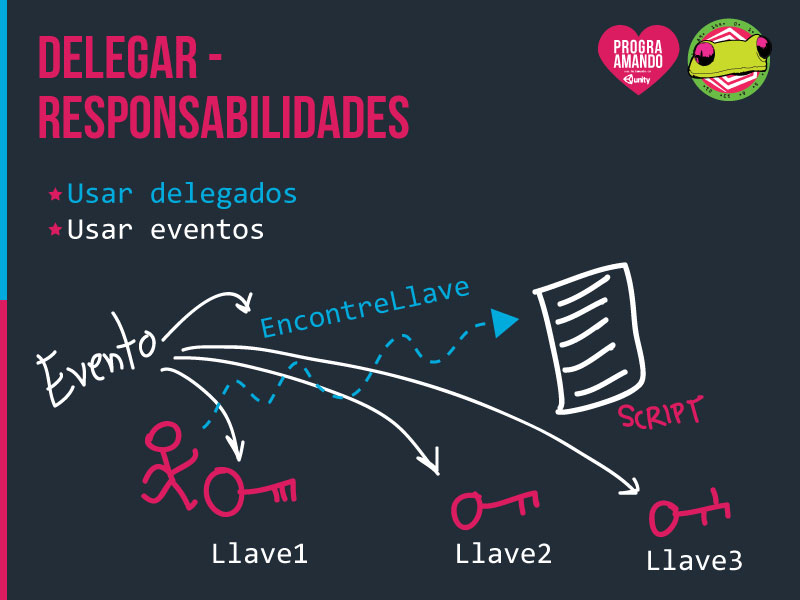 DELEGAR -
RESPONSABILIDADES
PROGRA
AMANDO
unity
Usar delegados
Usar eventos
EncontreLlave
Evento
SCRIPT
Llave1
Llave2
Llave3